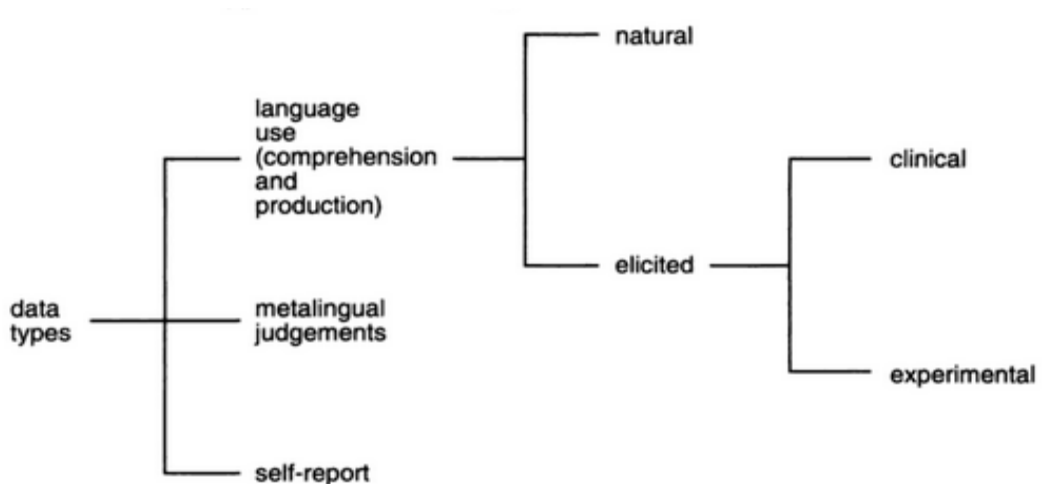 natural
language
use
(comprehension
and
production)
clinical
elicited
data
types
metalingual
judgements
experimental
self-report